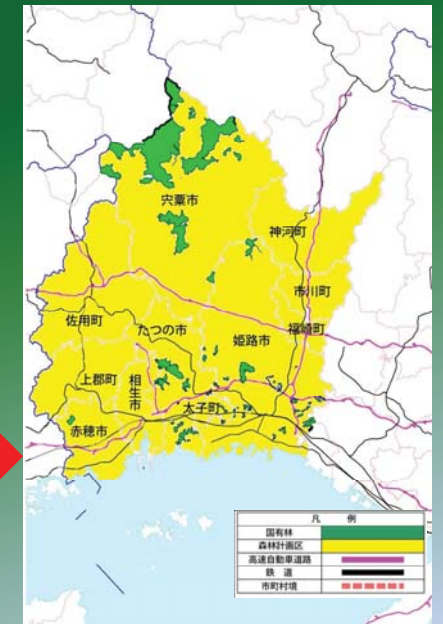 宍粟市
神河町
市川町
佐用町
たつの市
姫路市
福崎町
上郡町
相生市
太子町
赤穂市
凡 例
国有林
森林計画区
高速自動車道路
鉄 道
市町村境